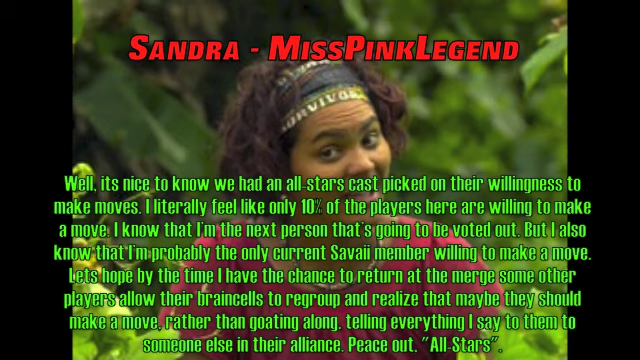 Sandra - MissPinkLegend
SURVIVOR
Well, its nice to know we had an all-stars cast picked on their willingness to
make moves. I literally feel like only 10% of the players here are willing to make
a move. I know that I'm the next person that's going to be voted out. But I also
know that I'm probably the only current Savaii member willing to make a move.
Lets hope by the time I have the chance to return at the merge some other
players allow their braincells to regroup and realize that maybe they should
make a move, rather than goating along, telling everything I say to them to
someone else in their alliance. Peace out, "All-Stars".